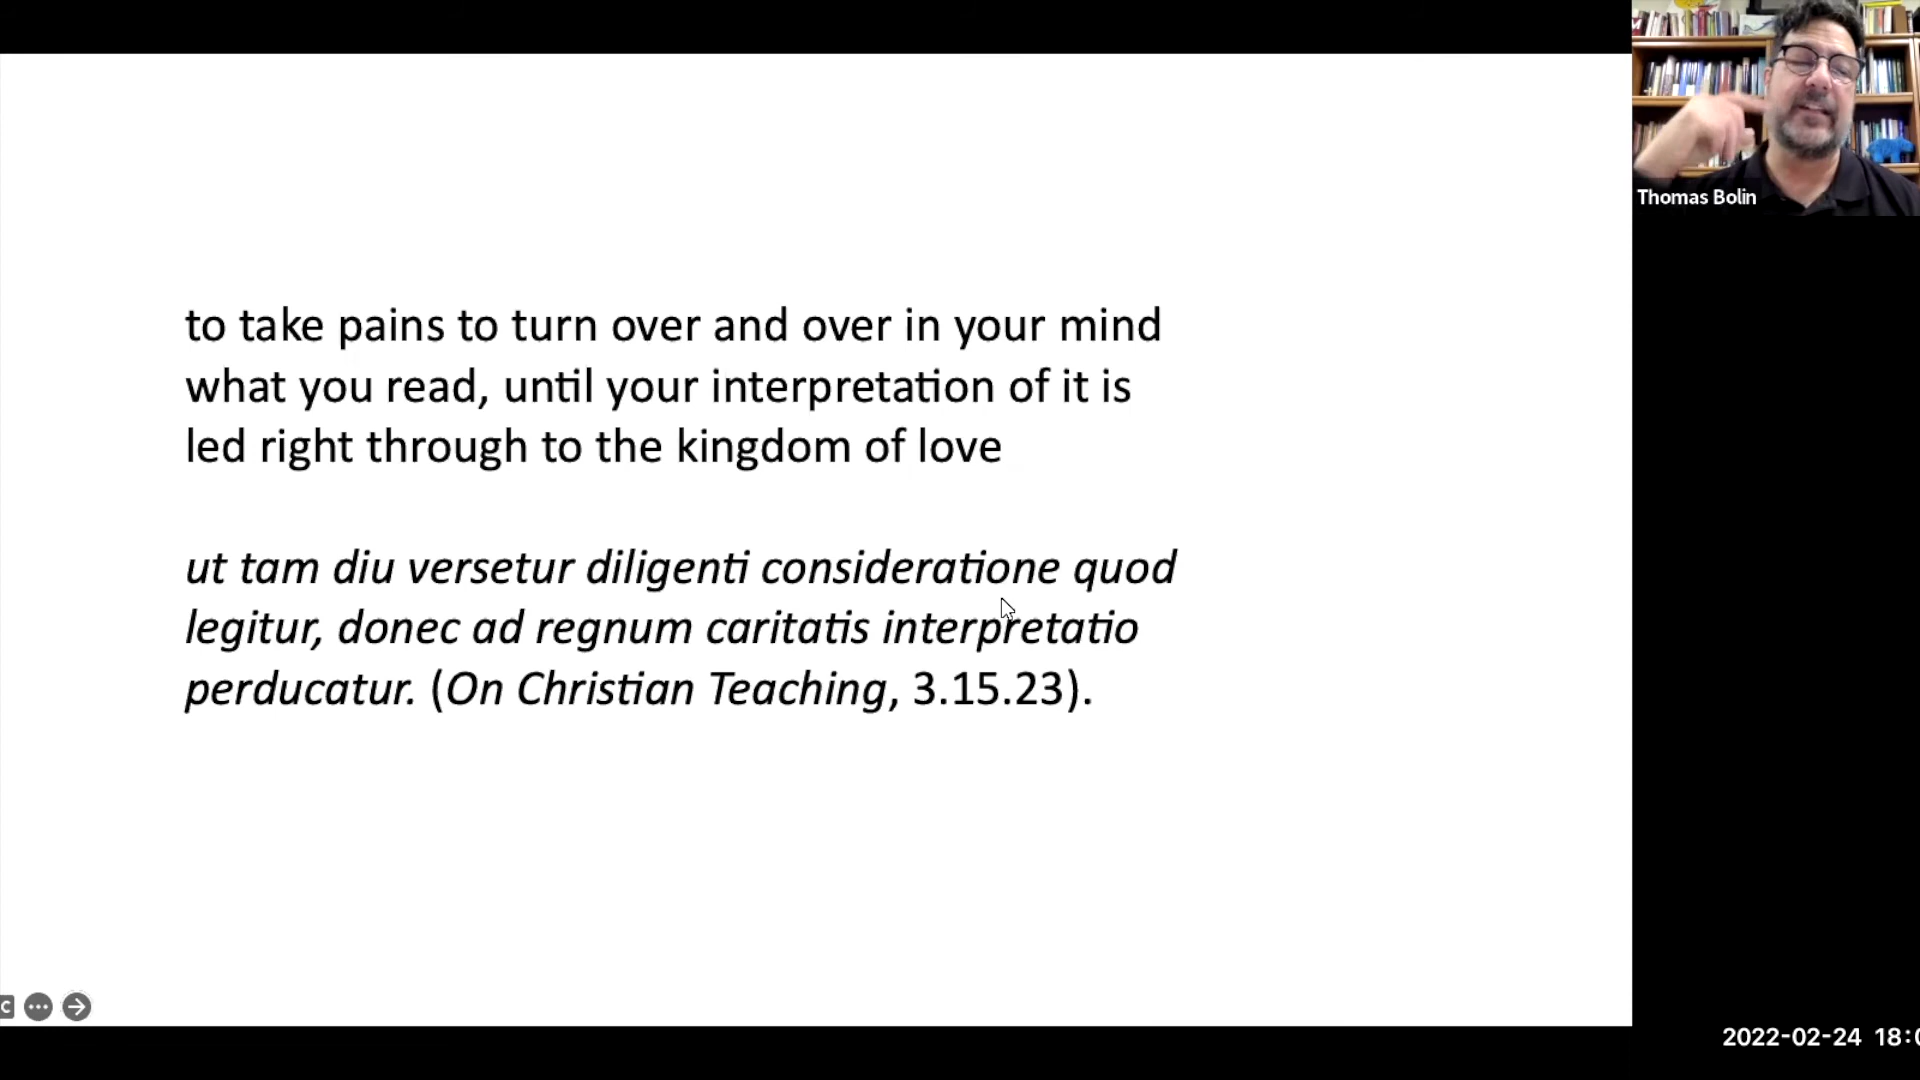 Thomas Bolin
to take pains to turn over and over in your mind
what you read, until your interpretation of it is
led right through to the kingdom of love
ut tam diu versetur diligenti consideratione quod
legitur, donec ad regnum caritatis interpretatio
perducatur. (On Christian Teaching, 3.15.23).
2022-02-24